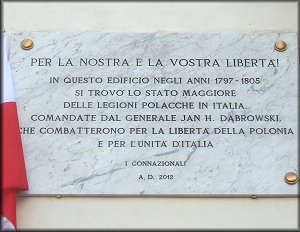 PER LA NOSTRA E LA VOSTRA LIBERTA'!
IN QUESTO EDIFICIO NEGLI ANNI 1797-1805
SI TROVO LO STATO MAGGIORE
DELLE LEGIONI POLACCHE IN ITALIA.
COMANDATE DAL GENERALE JAN H. DĄBROWSKI,
CHE COMBATTERONO PER LA LIBERTÀ DELLA POLONIA
E PER L'UNITÀ D'ITALIA
I CONNAZIONALI
A. D. 2012